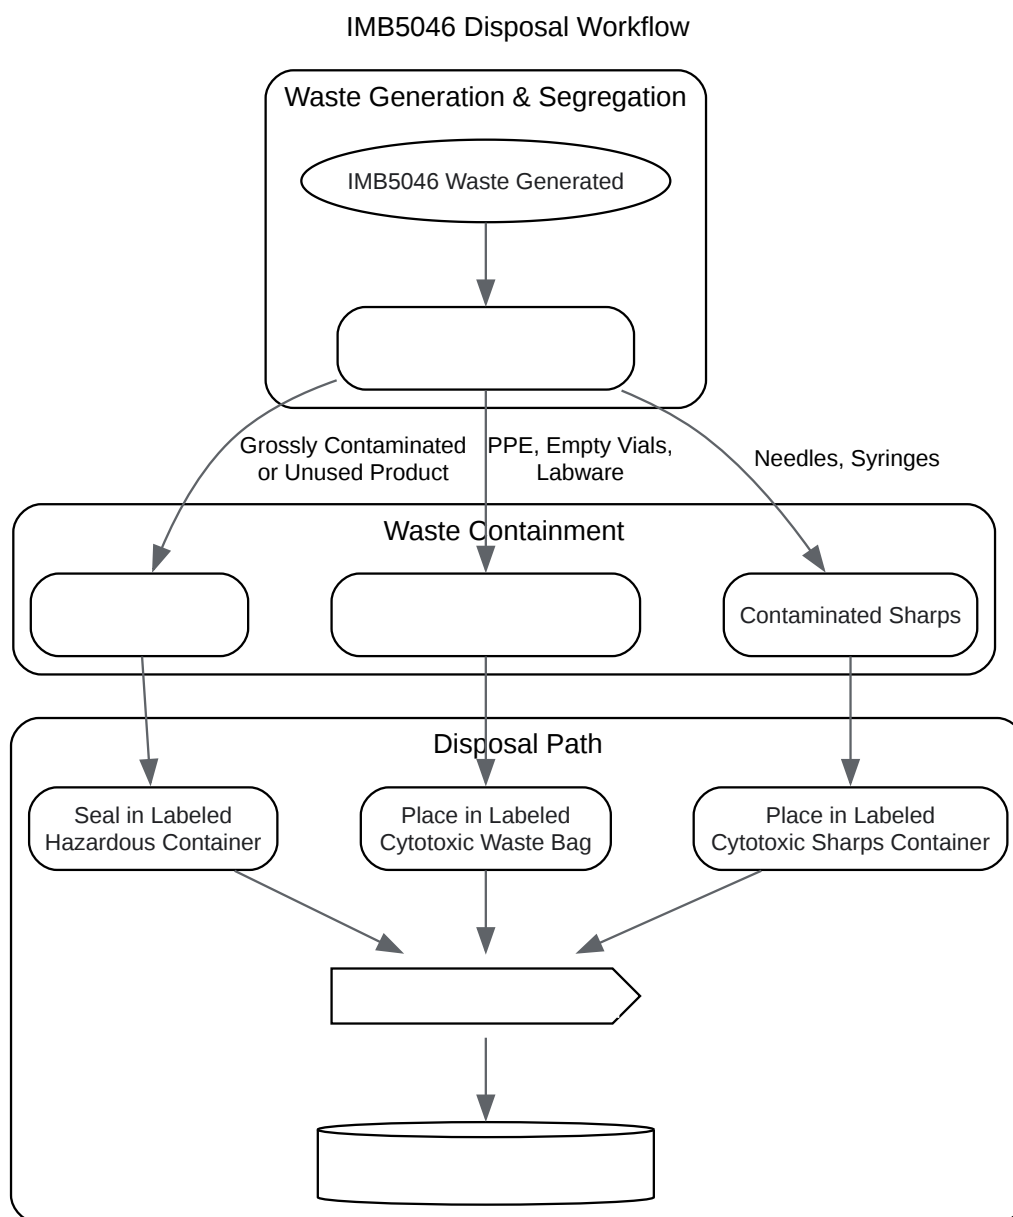 IMB5046 Disposal Workflow
Waste Generation & Segregation
IMB5046 Waste Generated
Grossly Contaminated
or Unused Product
PPE, Empty Vials,
Labware
Needles, Syringes
Waste Containment
Contaminated Sharps
Disposal Path
Seal in Labeled
Hazardous Container
Place in Labeled
Cytotoxic Waste Bag
Place in Labeled
Cytotoxic Sharps Container